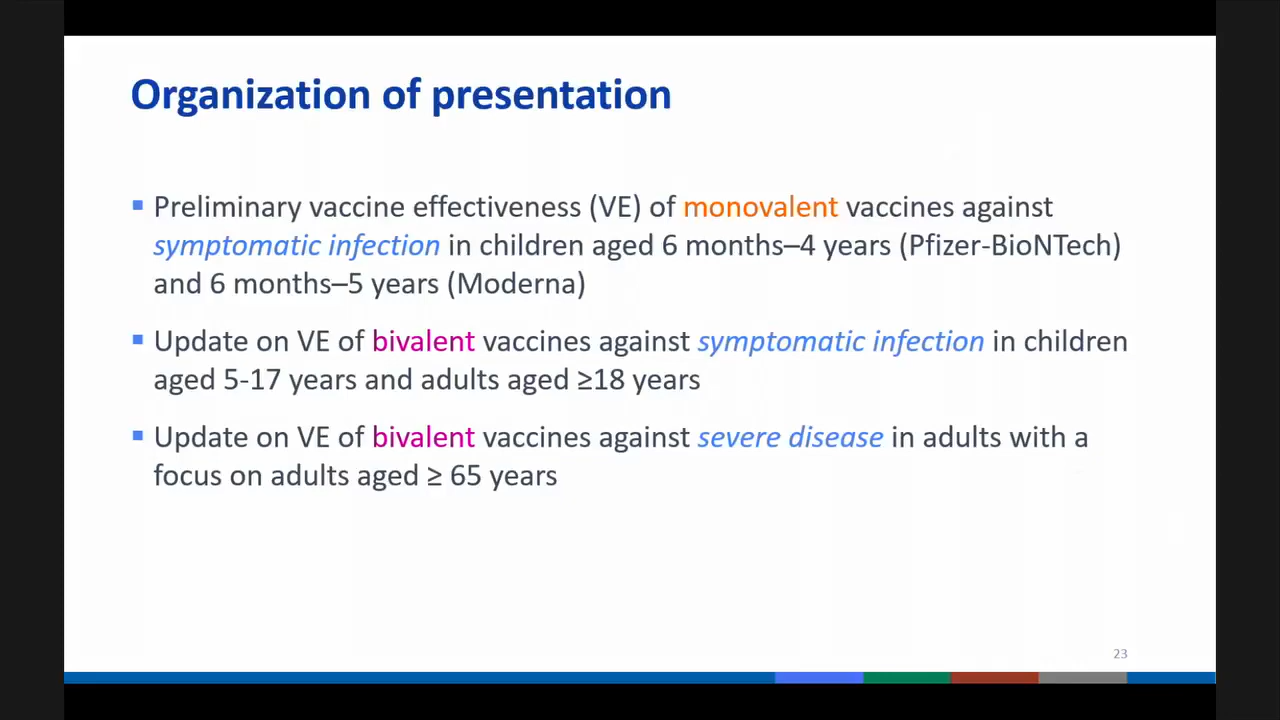 Organization of presentation
▪ Preliminary vaccine effectiveness (VE) of monovalent vaccines against
symptomatic infection in children aged 6 months–4 years (Pfizer-BioNTech)
and 6 months–5 years (Moderna)
▪ Update on VE of bivalent vaccines against symptomatic infection in children
aged 5-17 years and adults aged ≥18 years
▪ Update on VE of bivalent vaccines against severe disease in adults with a
focus on adults aged ≥ 65 years
23